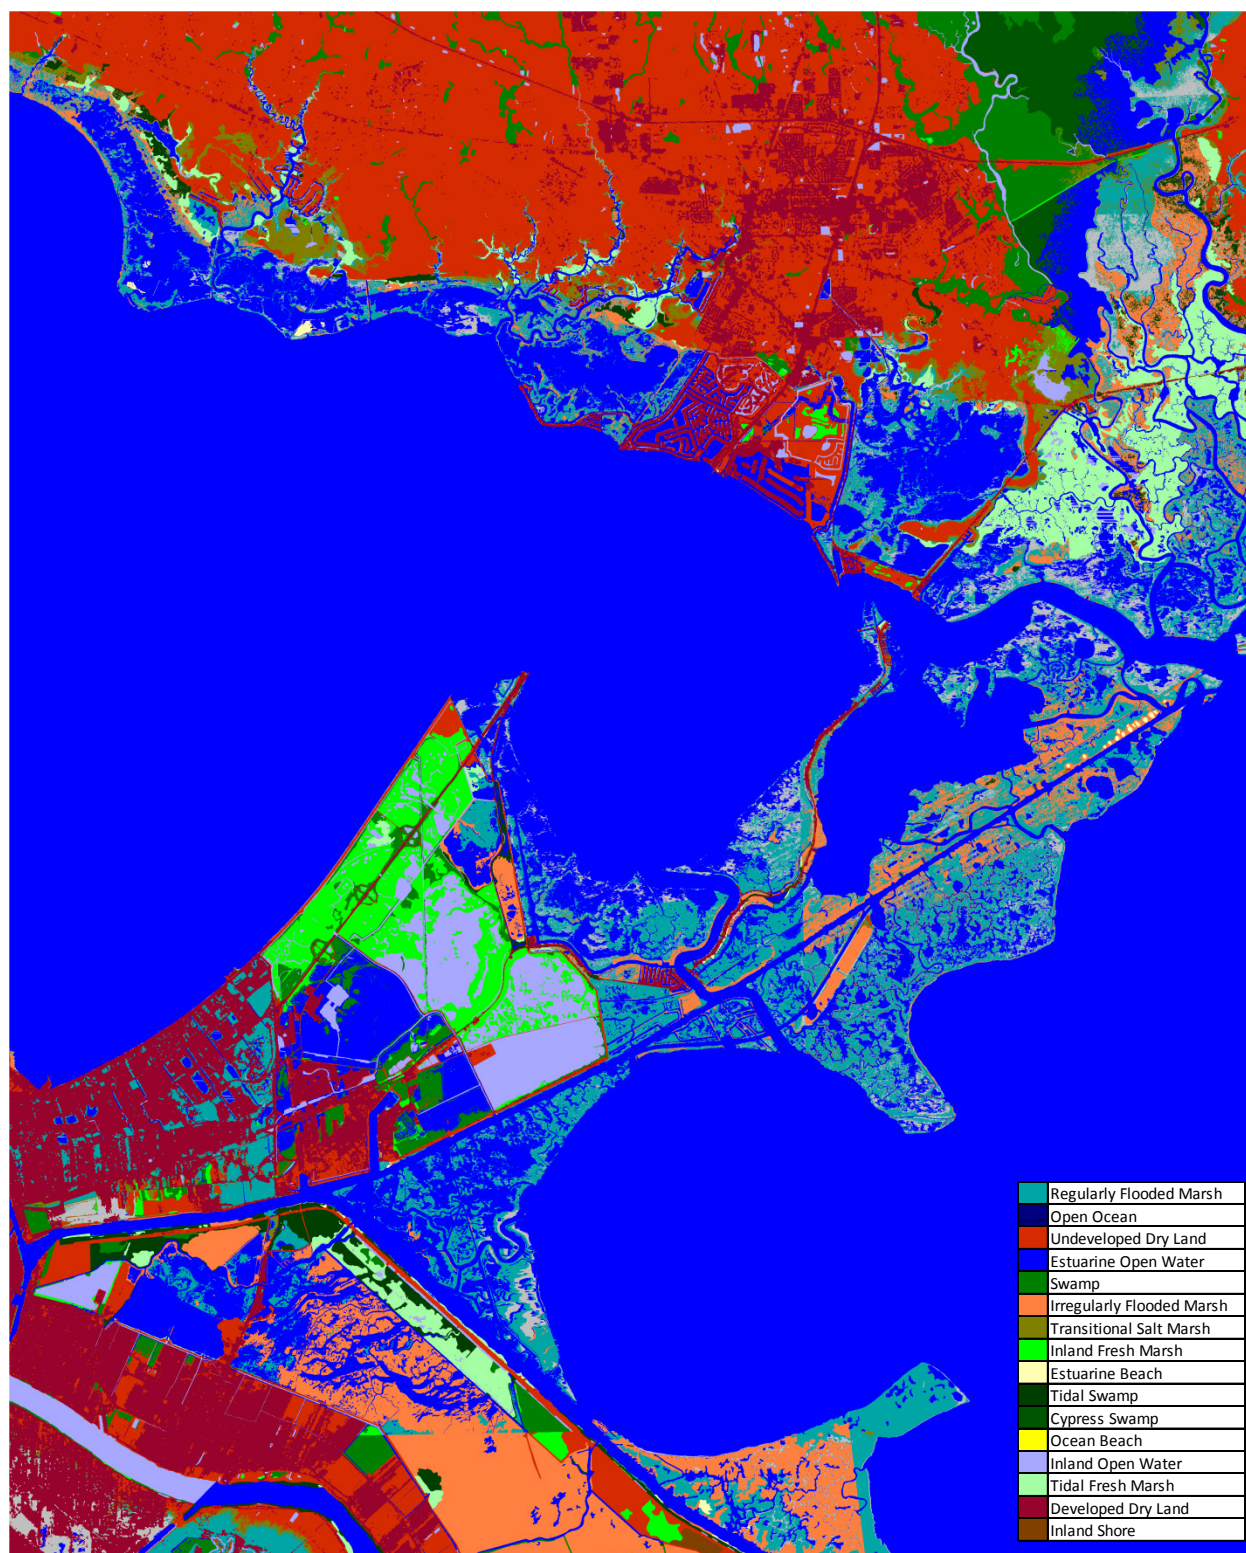 Regularly Flooded Marsh
Open Ocean
Undeveloped Dry Land
Estuarine Open Water
Swamp
Irregularly Flooded Marsh
Transitional Salt Marsh
Inland Fresh Marsh
Estuarine Beach
Tidal Swamp
Cypress Swamp
Ocean Beach
Inland Open Water
Tidal Fresh Marsh
Developed Dry Land
Inland Shore